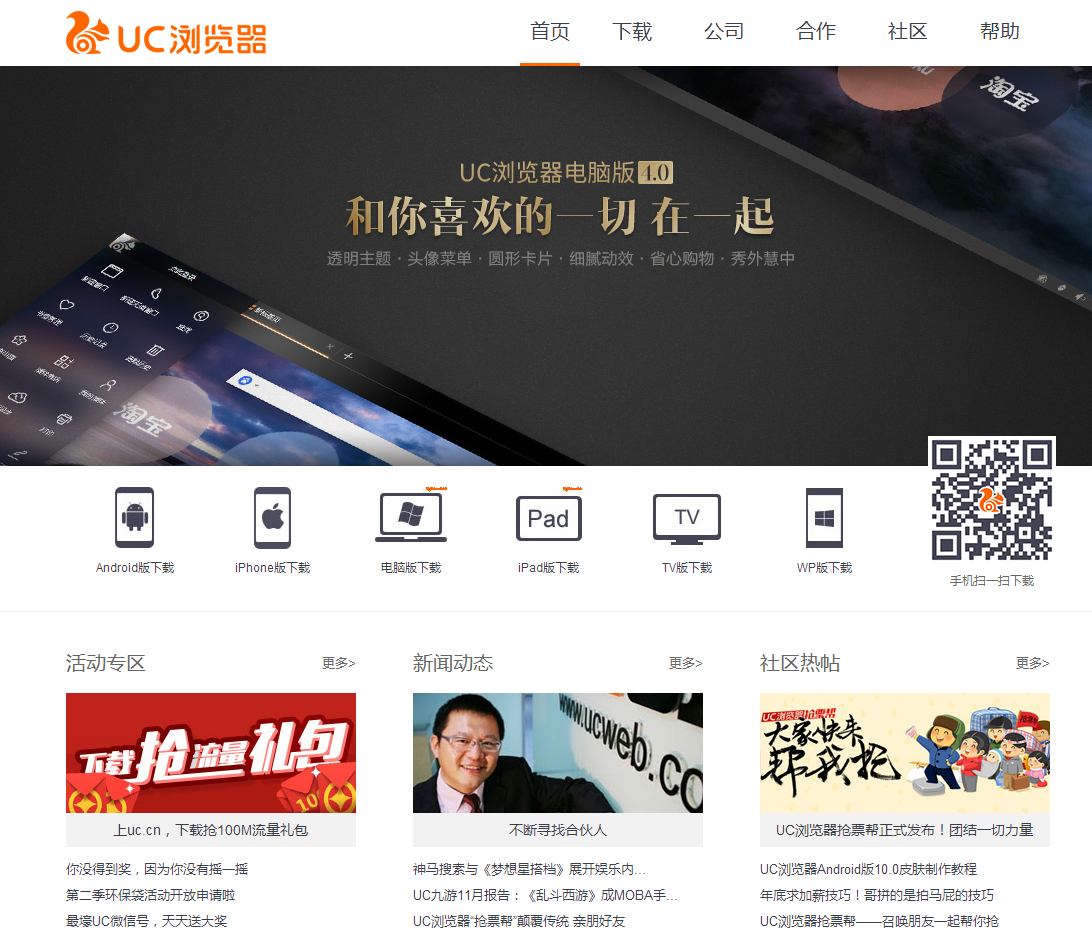 UC浏览器
首页 下载 公司 合作 社区 帮助
淘宝
UC浏览器电脑版 4.0
和你喜欢的一切 在一起
透明主题 · 头像菜单 · 圆形卡片 · 细腻动效 · 省心购物 · 秀外慧中
淘宝
Pad
TV
Android版下载 iPhone版下载 电脑版下载 iPad版下载 TV版下载 WP版下载
手机扫一扫下载
活动专区 更多>
新闻动态 更多>
社区热帖 更多>
下载抢流量礼包
10
www.ucweb.co
UC浏览器抢票帮
大家快来
帮我抢
上uc.cn，下载抢100M流量礼包
不断寻找合伙人
UC浏览器抢票帮正式发布！团结一切力量
你没得到奖，因为你没有摇一摇
神马搜索与《梦想星搭档》展开娱乐内...
UC浏览器Android版10.0皮肤制作教程
第二季环保袋活动开放申请啦
UC九游11月报告：《乱斗西游》成MOBA手...
年底求加薪技巧！哥拼的是拍马屁的技巧
最壕UC微信号，天天送大奖
UC浏览器“抢票帮”颠覆传统 亲朋好友
UC浏览器抢票帮——召唤朋友一起帮你抢